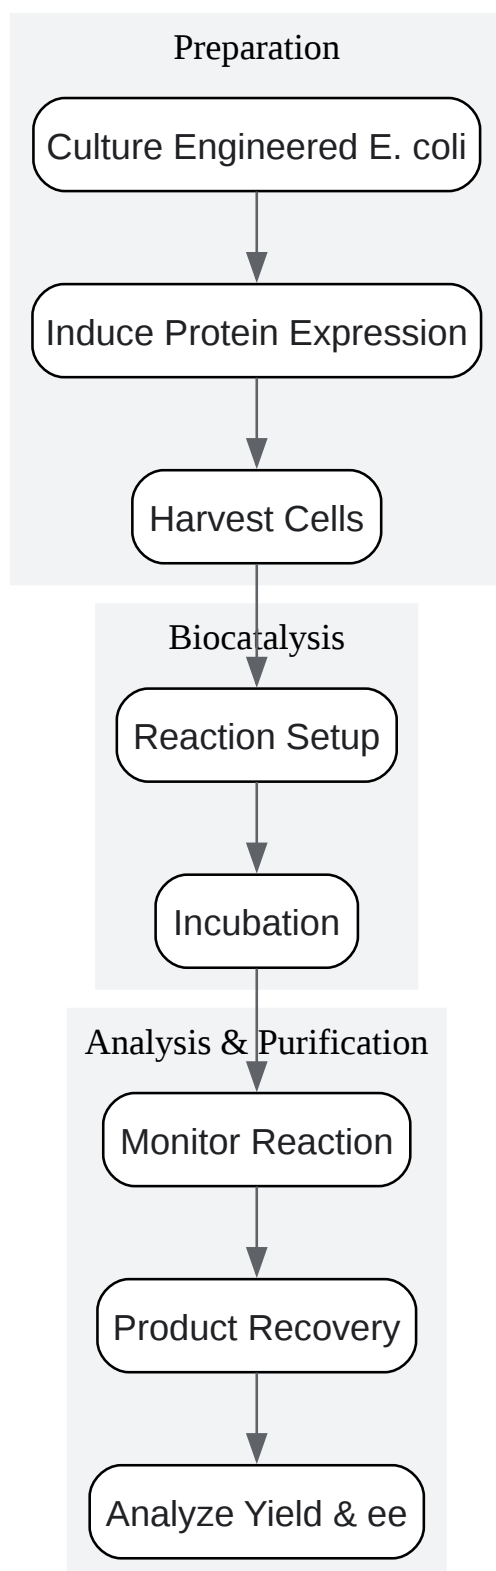 Preparation
Culture Engineered E. coli
Induce Protein Expression
Harvest Cells
Biocatalysis
Reaction Setup
Incubation
Analysis & Purification
Monitor Reaction
Product Recovery
Analyze Yield & ee